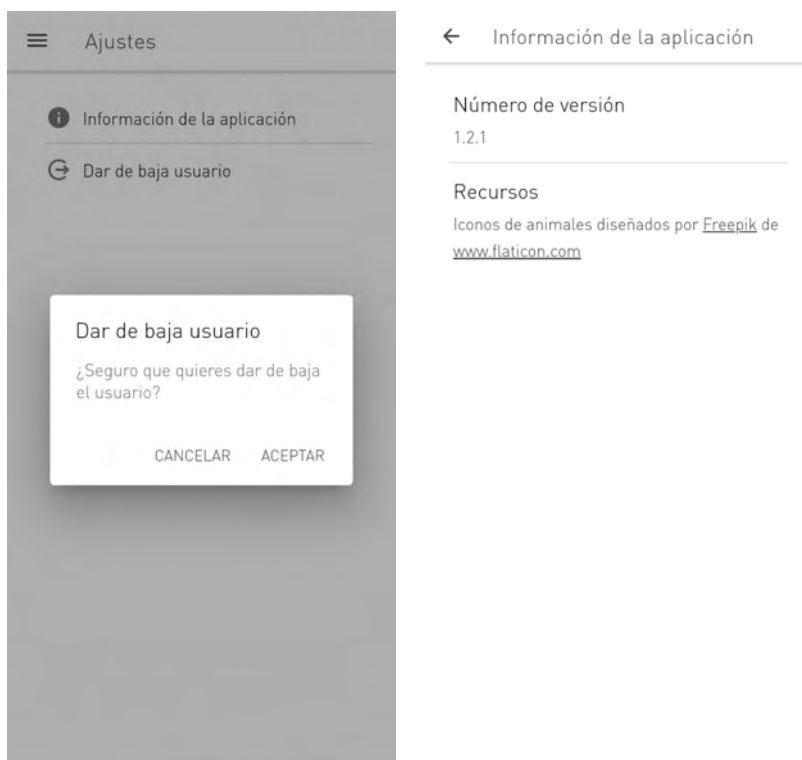 Ajustes
Información de la aplicación
Dar de baja usuario
Dar de baja usuario
¿Seguro que quieres dar de baja
el usuario?
CANCELAR ACEPTAR
Información de la aplicación
Número de versión
1.2.1
Recursos
Iconos de animales diseñados por Freepik de
www.flaticon.com